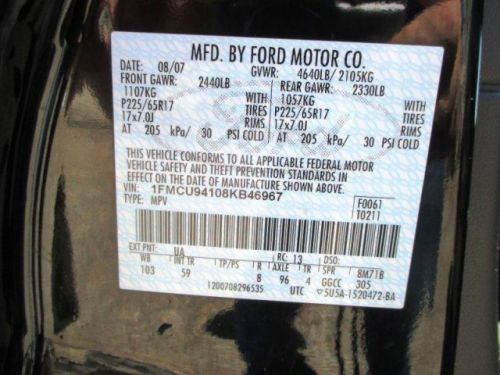 MFD. BY FORD MOTOR CO.
DATE: 08/07 GVWR: 4640LB/ 2105KG
FRONT GAWR: 2440LB REAR GAWR: 2330LB
1107KG WITH 1057KG WITH
P225/65R17 TIRES P225/65R17 TIRES
17x7.0J RIMS 17x7.0J RIMS
AT 205 kPa/ 30 PSI COLD AT 205 kPa/ 30 PSI COLD
THIS VEHICLE CONFORMS TO ALL APPLICABLE FEDERAL MOTOR
VEHICLE SAFETY AND THEFT PREVENTION STANDARDS IN
EFFECT ON THE DATE OF MANUFACTURE SHOWN ABOVE.
VIN: 1FMCU94108KB46967 F0061
TYPE: MPV T0211
EXT PNT: UA RC: 13 DSO:
WB INT TR TP/PS R AXLE TR SPR 8M71B
103 59 8 96 4 GCC 305
1200708296535 UTC 5U5A-1520472-BA